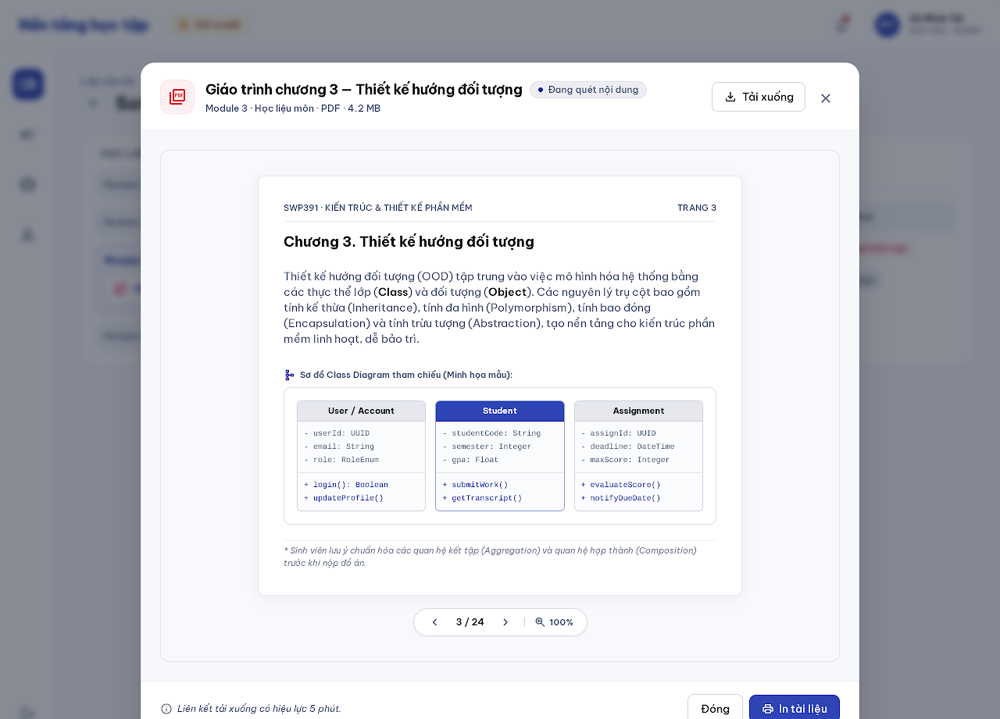 Nền tảng học tập
Giáo trình chương 3 – Thiết kế hướng đối tượng
Đang quét nội dung
Module 3 · Học liệu môn · PDF · 4.2 MB
Tải xuống
SWP391 · KIẾN TRÚC & THIẾT KẾ PHẦN MỀM
TRANG 3
Chương 3. Thiết kế hướng đối tượng
Thiết kế hướng đối tượng (OOD) tập trung vào việc mô hình hóa hệ thống bằng
các thực thể lớp (Class) và đối tượng (Object). Các nguyên lý trụ cột bao gồm
tính kế thừa (Inheritance), tính đa hình (Polymorphism), tính bao đóng
(Encapsulation) và tính trừu tượng (Abstraction), tạo nền tảng cho kiến trúc phần
mềm linh hoạt, dễ bảo trì.
Sơ đồ Class Diagram tham chiếu (Minh họa mẫu):
User / Account
- userId: UUID
- email: String
- role: RoleEnum
+ login(): Boolean
+ updateProfile()
Student
- studentCode: String
- semester: Integer
- gpa: Float
+ submitWork()
+ getTranscript()
Assignment
- assignId: UUID
- deadline: DateTime
- maxScore: Integer
+ evaluateScore()
+ notifyDueDate()
* Sinh viên lưu ý chuẩn hóa các quan hệ kết tập (Aggregation) và quan hệ hợp thành (Composition)
trước khi nộp đồ án.
3 / 24
100%
Liên kết tải xuống có hiệu lực 5 phút.
Đóng
In tài liệu